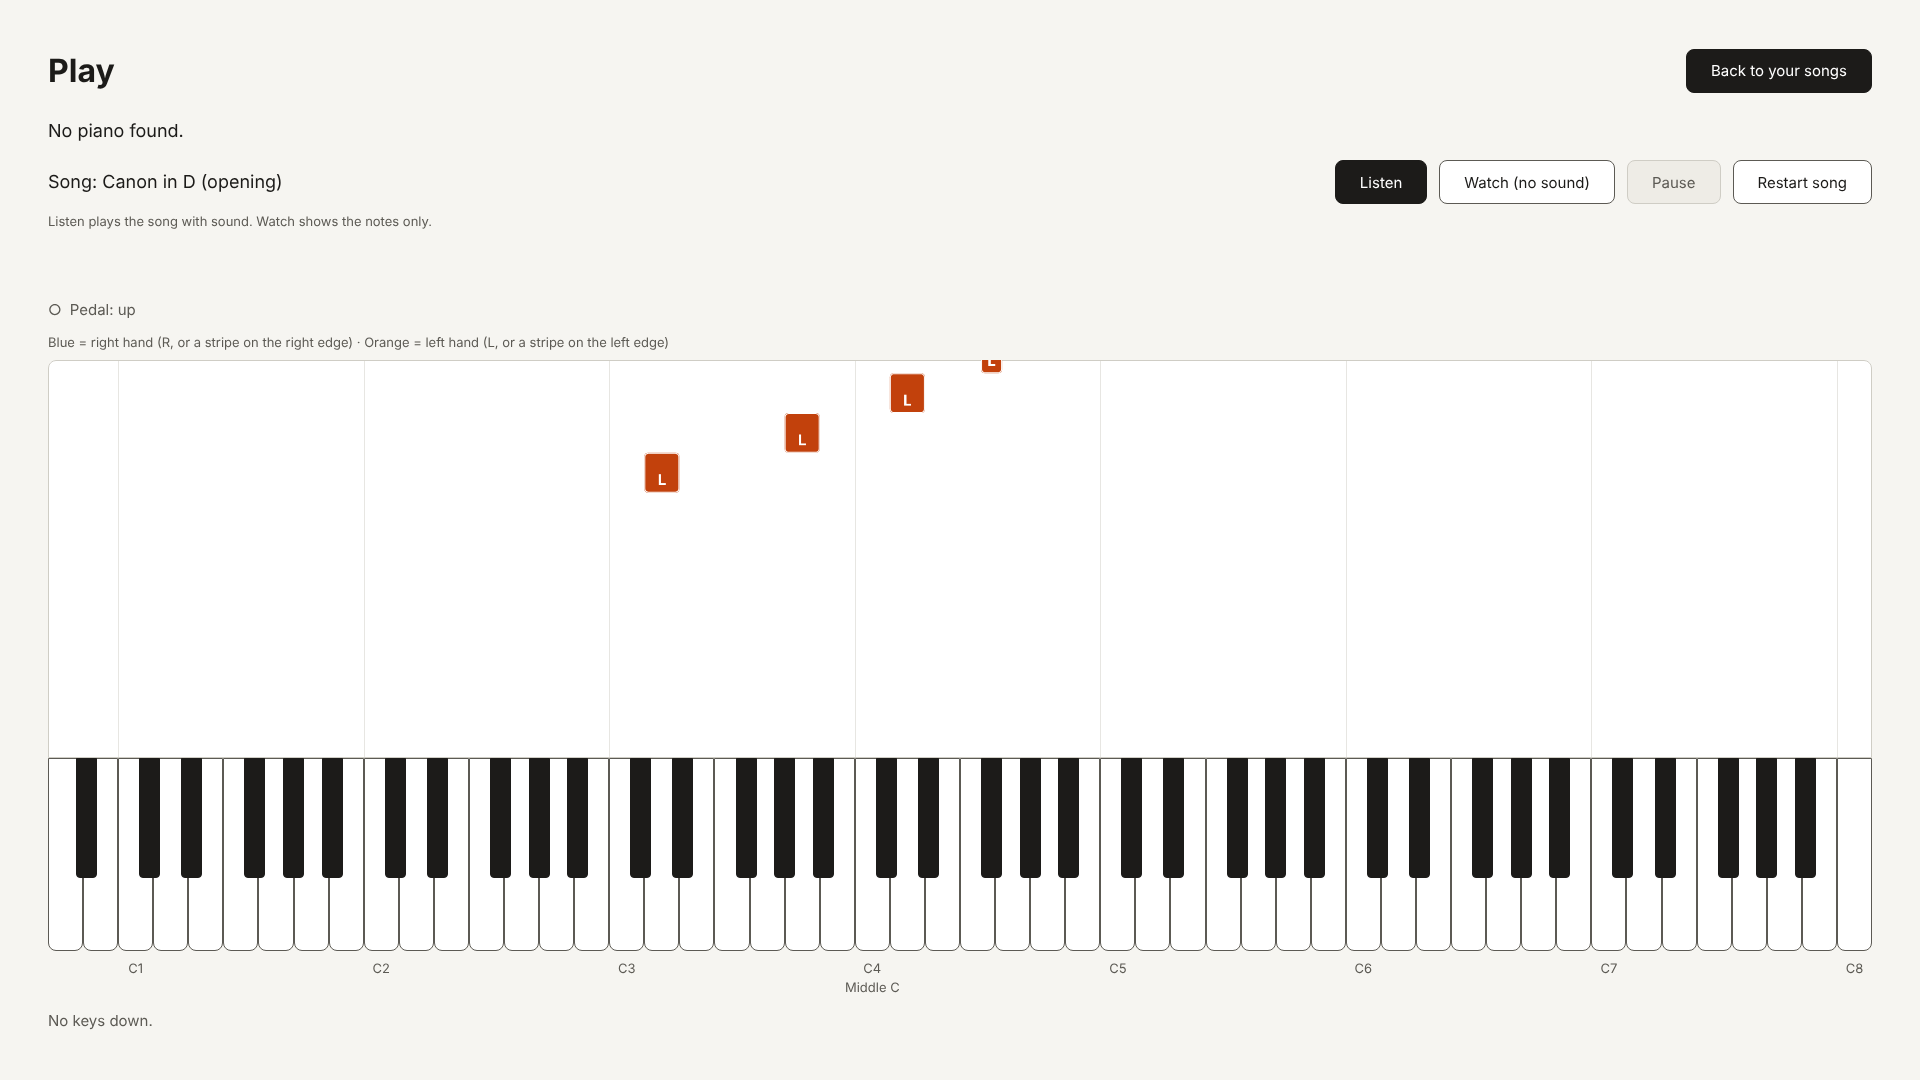 Play
Back to your songs
No piano found.
Song: Canon in D (opening)
Listen
Watch (no sound)
Pause
Restart song
Listen plays the song with sound. Watch shows the notes only.
Pedal: up
Blue = right hand (R, or a stripe on the right edge) · Orange = left hand (L, or a stripe on the left edge)
L
L
L
L
C1
C2
C3
C4
C5
C6
C7
C8
Middle C
No keys down.